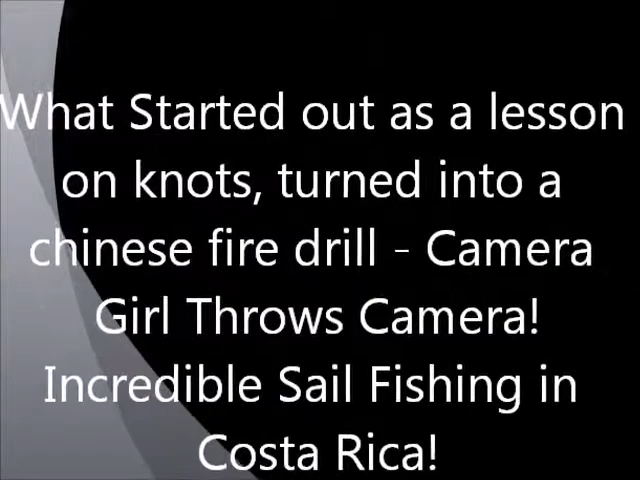 What Started out as a lesson
on knots, turned into a
chinese fire drill - Camera
Girl Throws Camera!
Incredible Sail Fishing in
Costa Rica!